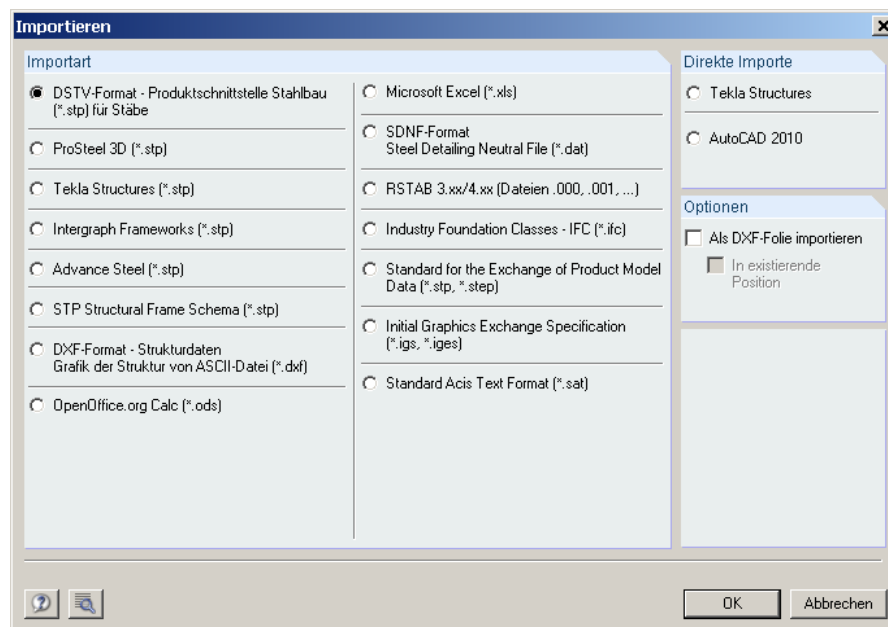 Importieren
Importart
DSTV-Format - Produktschnittstelle Stahlbau
(*.stp) für Stäbe
ProSteel 3D (*.stp)
Tekla Structures (*.stp)
Intergraph Frameworks (*.stp)
Advance Steel (*.stp)
STP Structural Frame Schema (*.stp)
DXF-Format - Strukturdaten
Grafik der Struktur von ASCII-Datei (*.dxf)
OpenOffice.org Calc (*.ods)
Microsoft Excel (*.xls)
SDNF-Format
Steel Detailing Neutral File (*.dat)
RSTAB 3.xx/4.xx (Dateien .000, .001, ...)
Industry Foundation Classes - IFC (*.ifc)
Standard for the Exchange of Product Model
Data (*.stp, *.step)
Initial Graphics Exchange Specification
(*.igs, *.iges)
Standard Acis Text Format (*.sat)
Direkte Importe
Tekla Structures
AutoCAD 2010
Optionen
Als DXF-Folie importieren
In existierende
Position
OK
Abbrechen